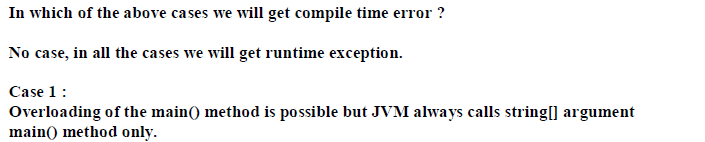 In which of the above cases we will get compile time error ?
No case, in all the cases we will get runtime exception.
Case 1 :
Overloading of the main() method is possible but JVM always calls string[] argument
main() method only.